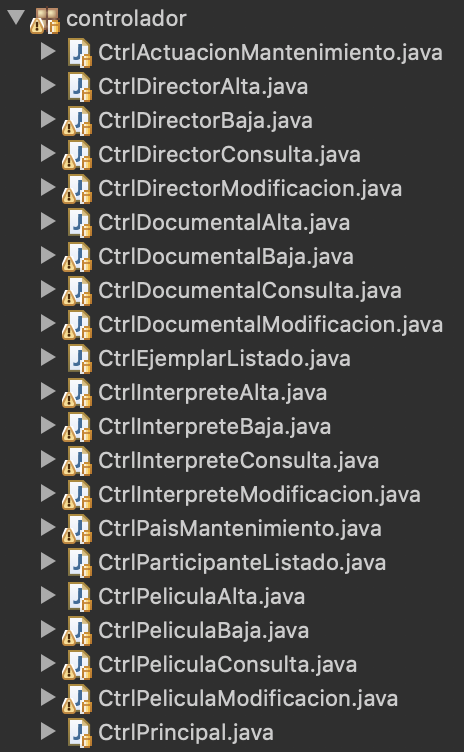 controlador
CtrlActuacionMantenimiento.java
CtrlDirectorAlta.java
CtrlDirectorBaja.java
CtrlDirectorConsulta.java
CtrlDirectorModificacion.java
CtrlDocumentalAlta.java
CtrlDocumentalBaja.java
CtrlDocumentalConsulta.java
CtrlDocumentalModificacion.java
CtrlEjemplarListado.java
CtrlInterpreteAlta.java
CtrlInterpreteBaja.java
CtrlInterpreteConsulta.java
CtrlInterpreteModificacion.java
CtrlPaisMantenimiento.java
CtrlParticipanteListado.java
CtrlPeliculaAlta.java
CtrlPeliculaBaja.java
CtrlPeliculaConsulta.java
CtrlPeliculaModificacion.java
CtrlPrincipal.java